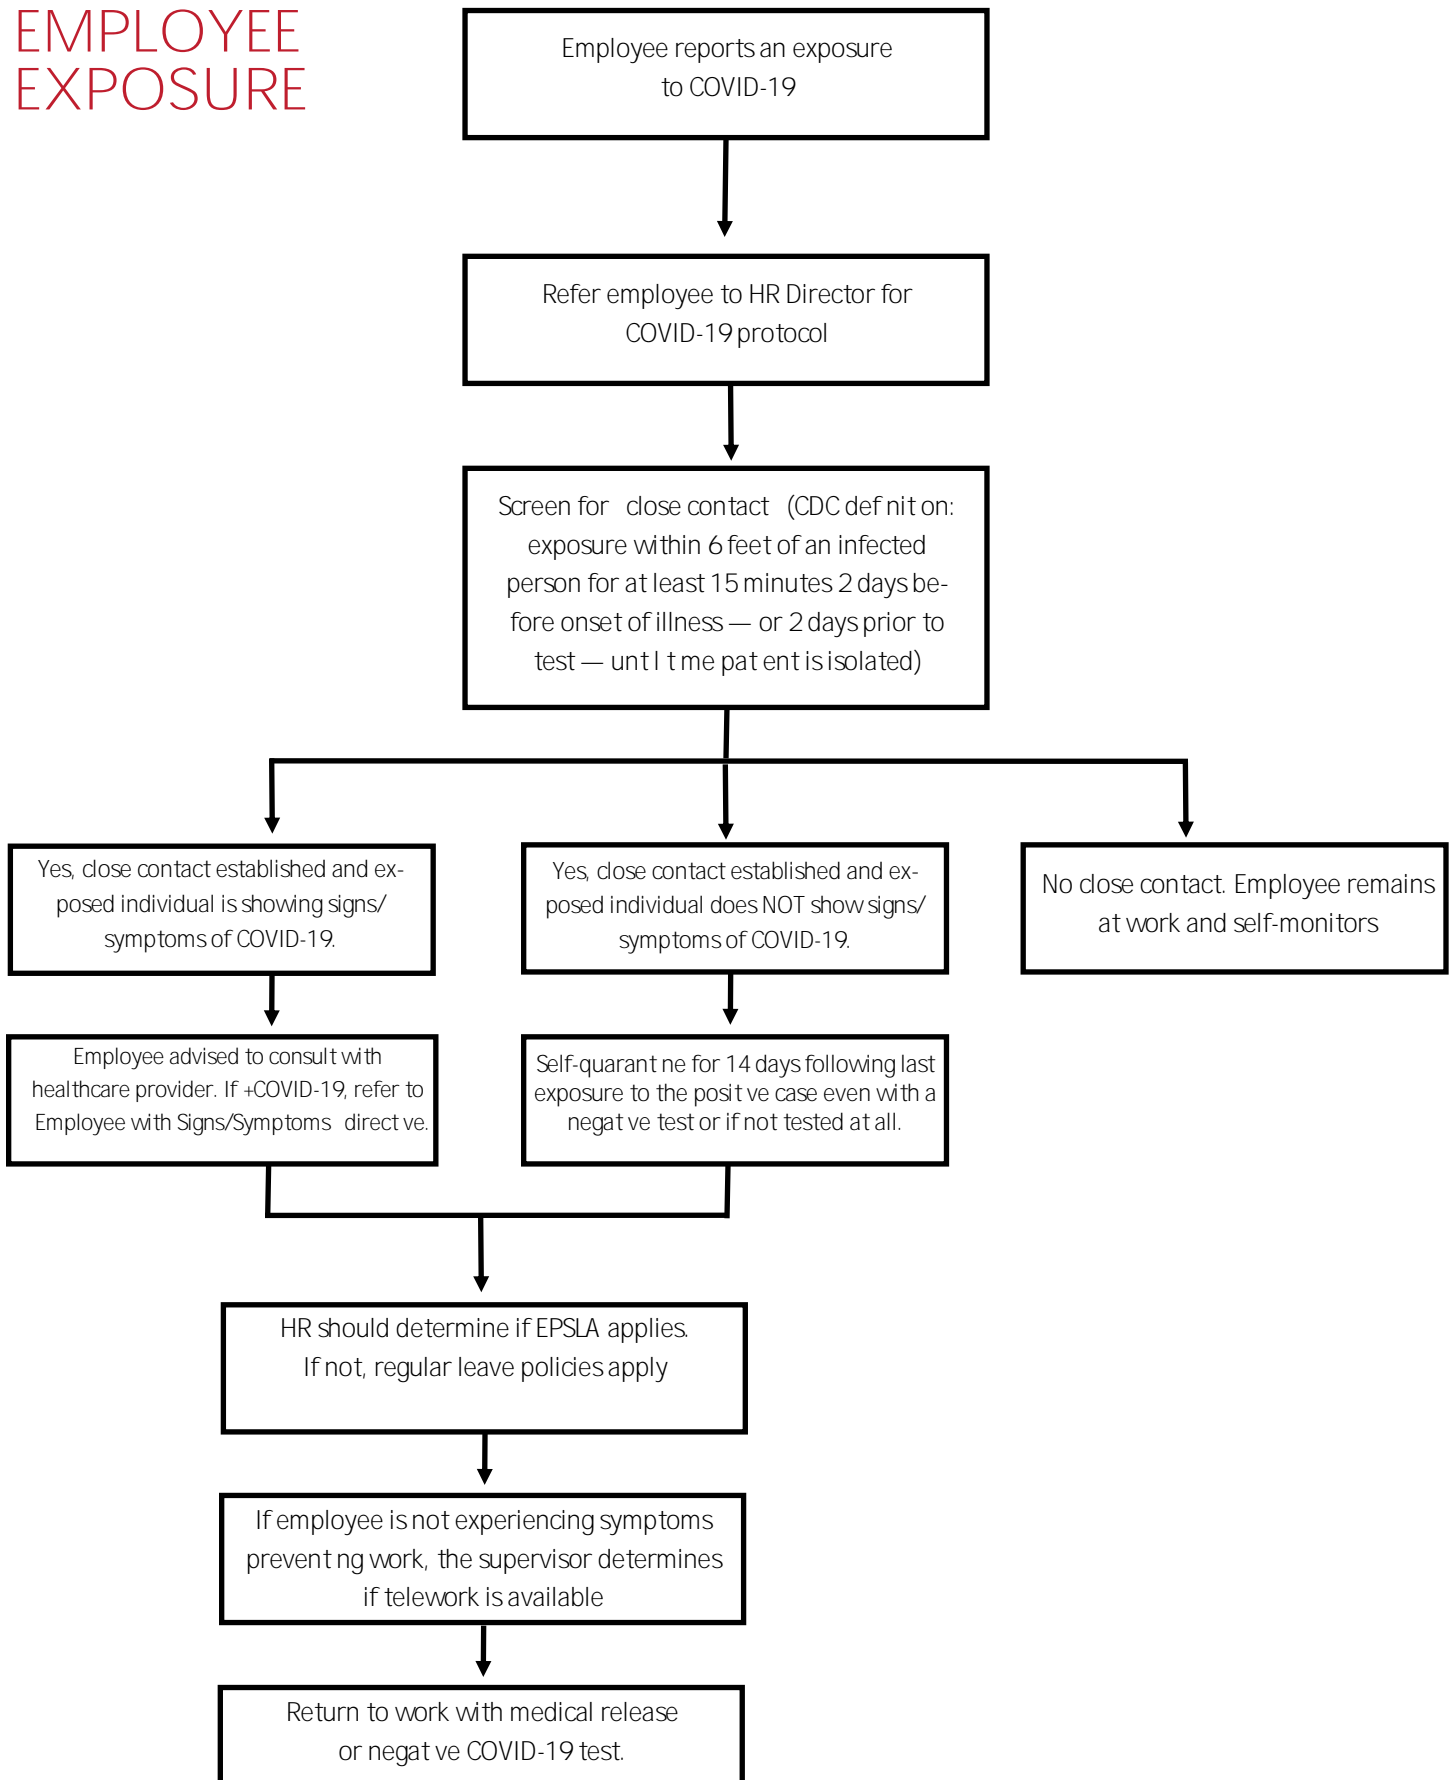 EMPLOYEE
EXPOSURE
Employee reports an exposure
to COVID-19
Refer employee to HR Director for
COVID-19 protocol
Screen for close contact (CDC def nit on:
exposure within 6 feet of an infected
person for at least 15 minutes 2 days be-
fore onset of illness — or 2 days prior to
test — unt l t me pat ent is isolated)
Yes, close contact established and ex-
posed individual is showing signs/
symptoms of COVID-19.
Yes, close contact established and ex-
posed individual does NOT show signs/
symptoms of COVID-19.
No close contact. Employee remains
at work and self-monitors
Employee advised to consult with
healthcare provider. If +COVID-19, refer to
Employee with Signs/Symptoms direct ve.
Self-quarant ne for 14 days following last
exposure to the posit ve case even with a
negat ve test or if not tested at all.
HR should determine if EPSLA applies.
If not, regular leave policies apply
If employee is not experiencing symptoms
prevent ng work, the supervisor determines
if telework is available
Return to work with medical release
or negat ve COVID-19 test.